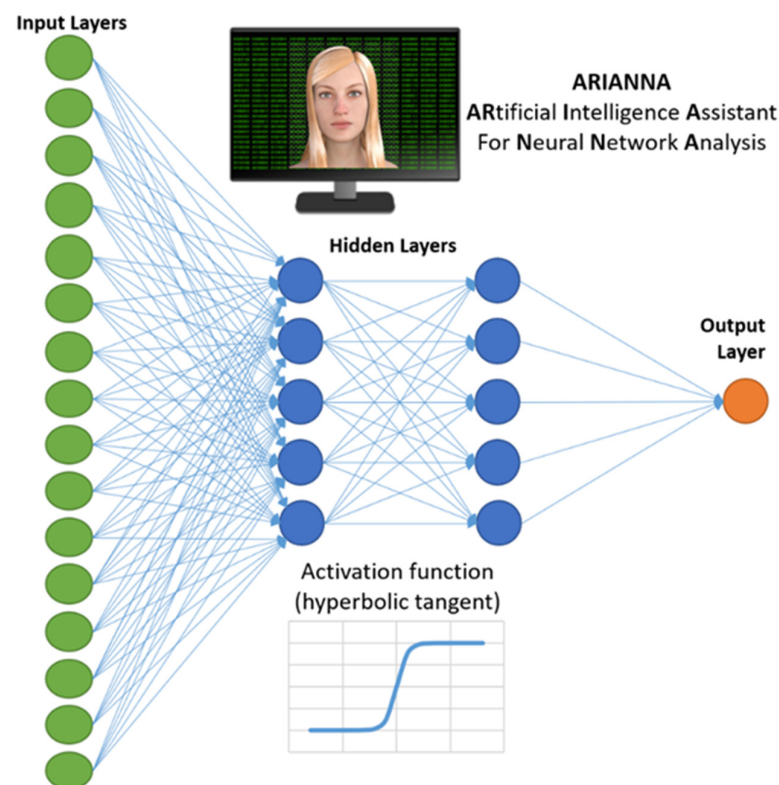 Input Layers
ARIANNA
ARtificial Intelligence Assistant
For Neural Network Analysis
Hidden Layers
Output
Layer
Activation function
(hyperbolic tangent)